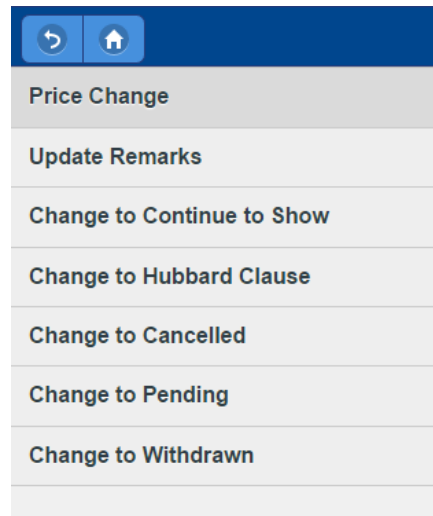 Price Change
Update Remarks
Change to Continue to Show
Change to Hubbard Clause
Change to Cancelled
Change to Pending
Change to Withdrawn